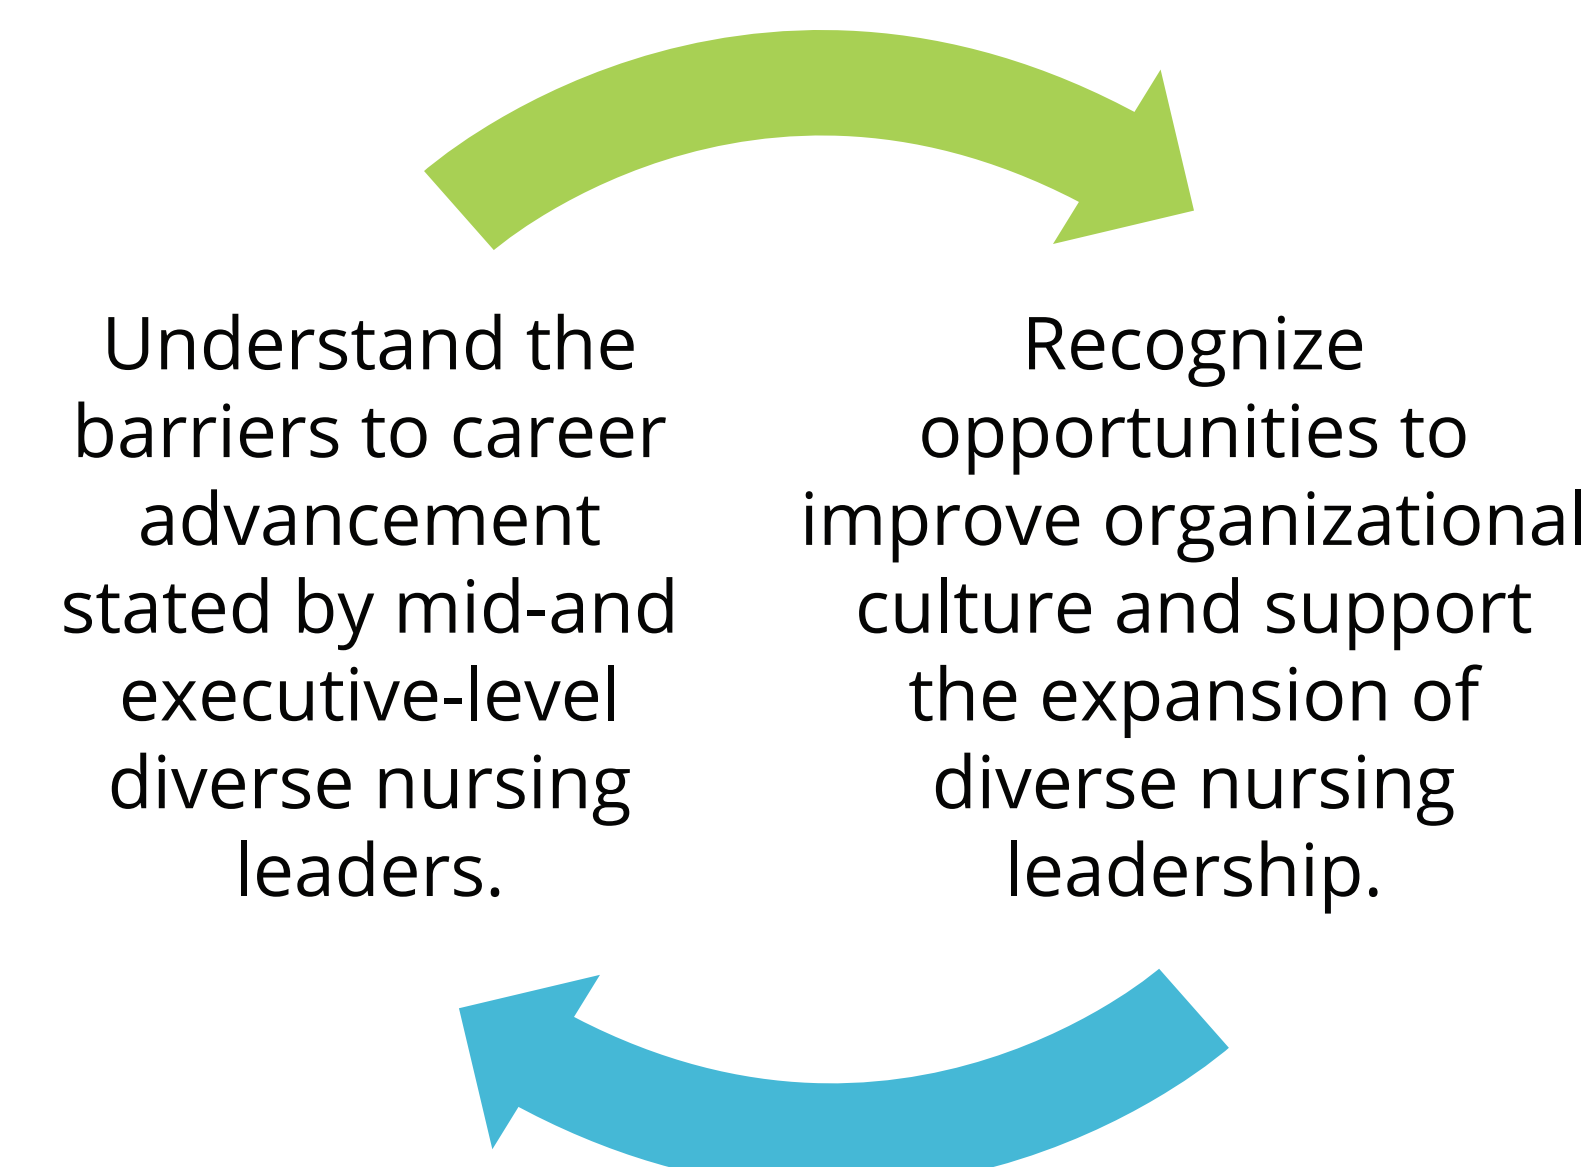 Understand the
barriers to career
advancement
stated by mid-and
executive-level
diverse nursing
leaders.
Recognize
opportunities to
improve organizational
culture and support
the expansion of
diverse nursing
leadership.